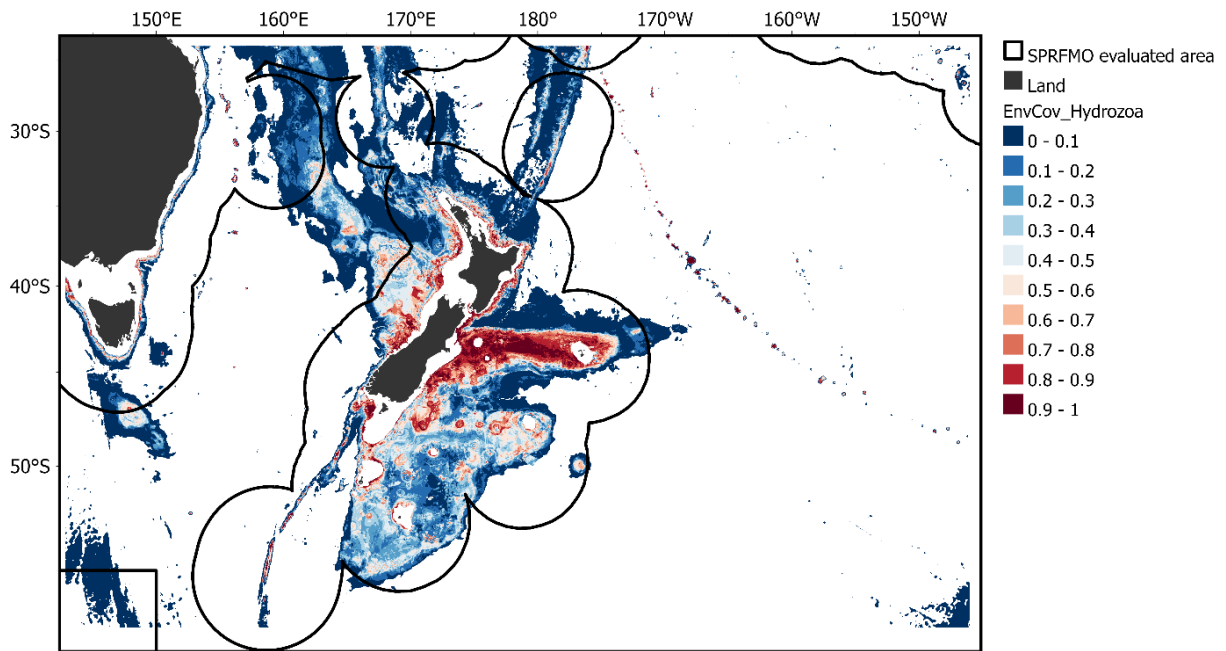 150°E 160°E 170°E 180° 170°W 160°W 150°W
SPRFMO evaluated area
Land
EnvCov_Hydrozoa
30°S
0 - 0.1
0.1 - 0.2
0.2 - 0.3
0.3 - 0.4
0.4 - 0.5
40°S
0.5 - 0.6
0.6 - 0.7
0.7 - 0.8
0.8 - 0.9
0.9 - 1
50°S